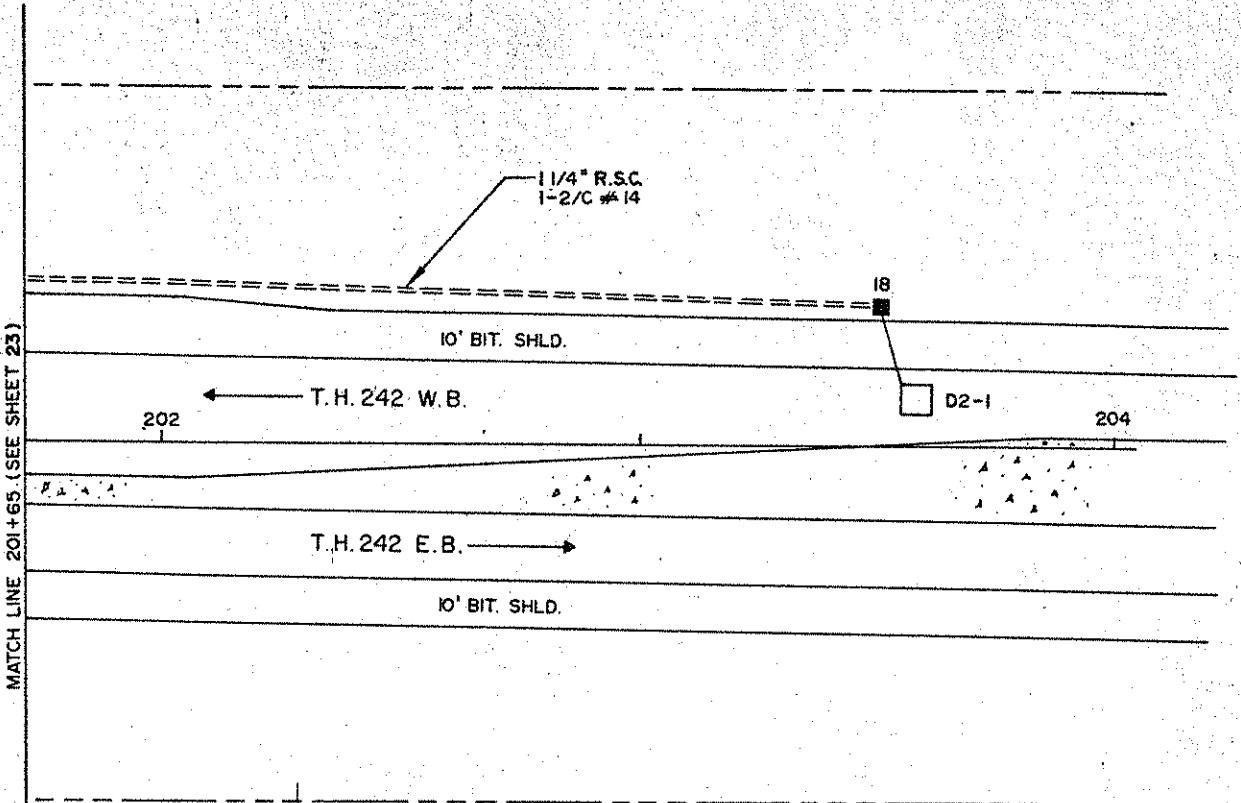 1 1/4" R.S.C.
1-2/C #14
18
10' BIT. SHLD.
T.H. 242 W.B.
D2-1
202
204
T.H. 242 E.B.
10' BIT. SHLD.
MATCH LINE 201+65 (SEE SHEET 23)